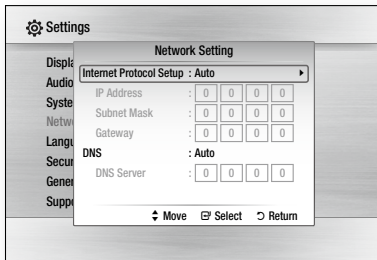 Settings
Network Setting
Displa
Internet Protocol Setup : Auto
Audio
IP Address : 0 0 0 0
Syste
Subnet Mask : 0 0 0 0
Netw
Gateway : 0 0 0 0
Langu
DNS : Auto
Secur
DNS Server : 0 0 0 0
Gener
Suppo
Move Select Return